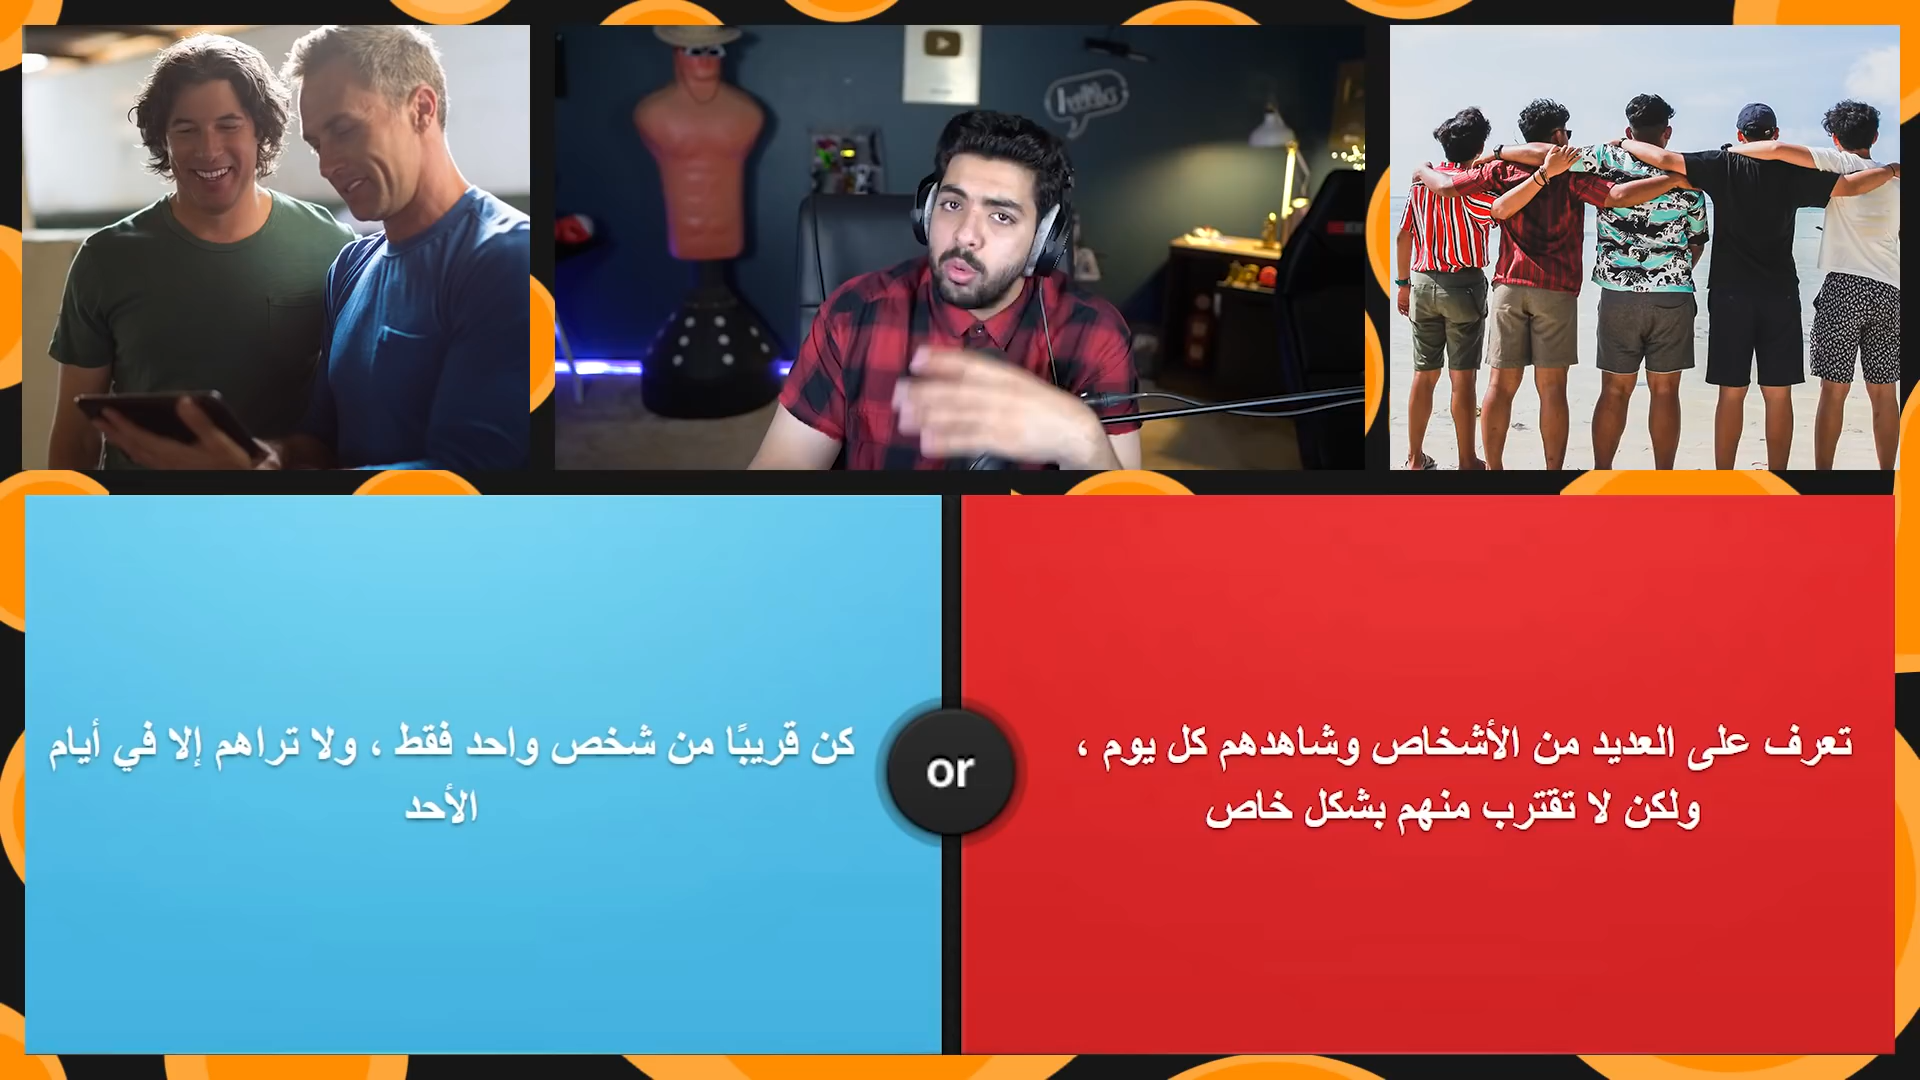 كن قريبًا من شخص واحد فقط ، ولا تراهم إلا في أيام
الأحد
or
تعرف على العديد من الأشخاص وشاهدهم كل يوم ،
ولكن لا تقترب منهم بشكل خاص